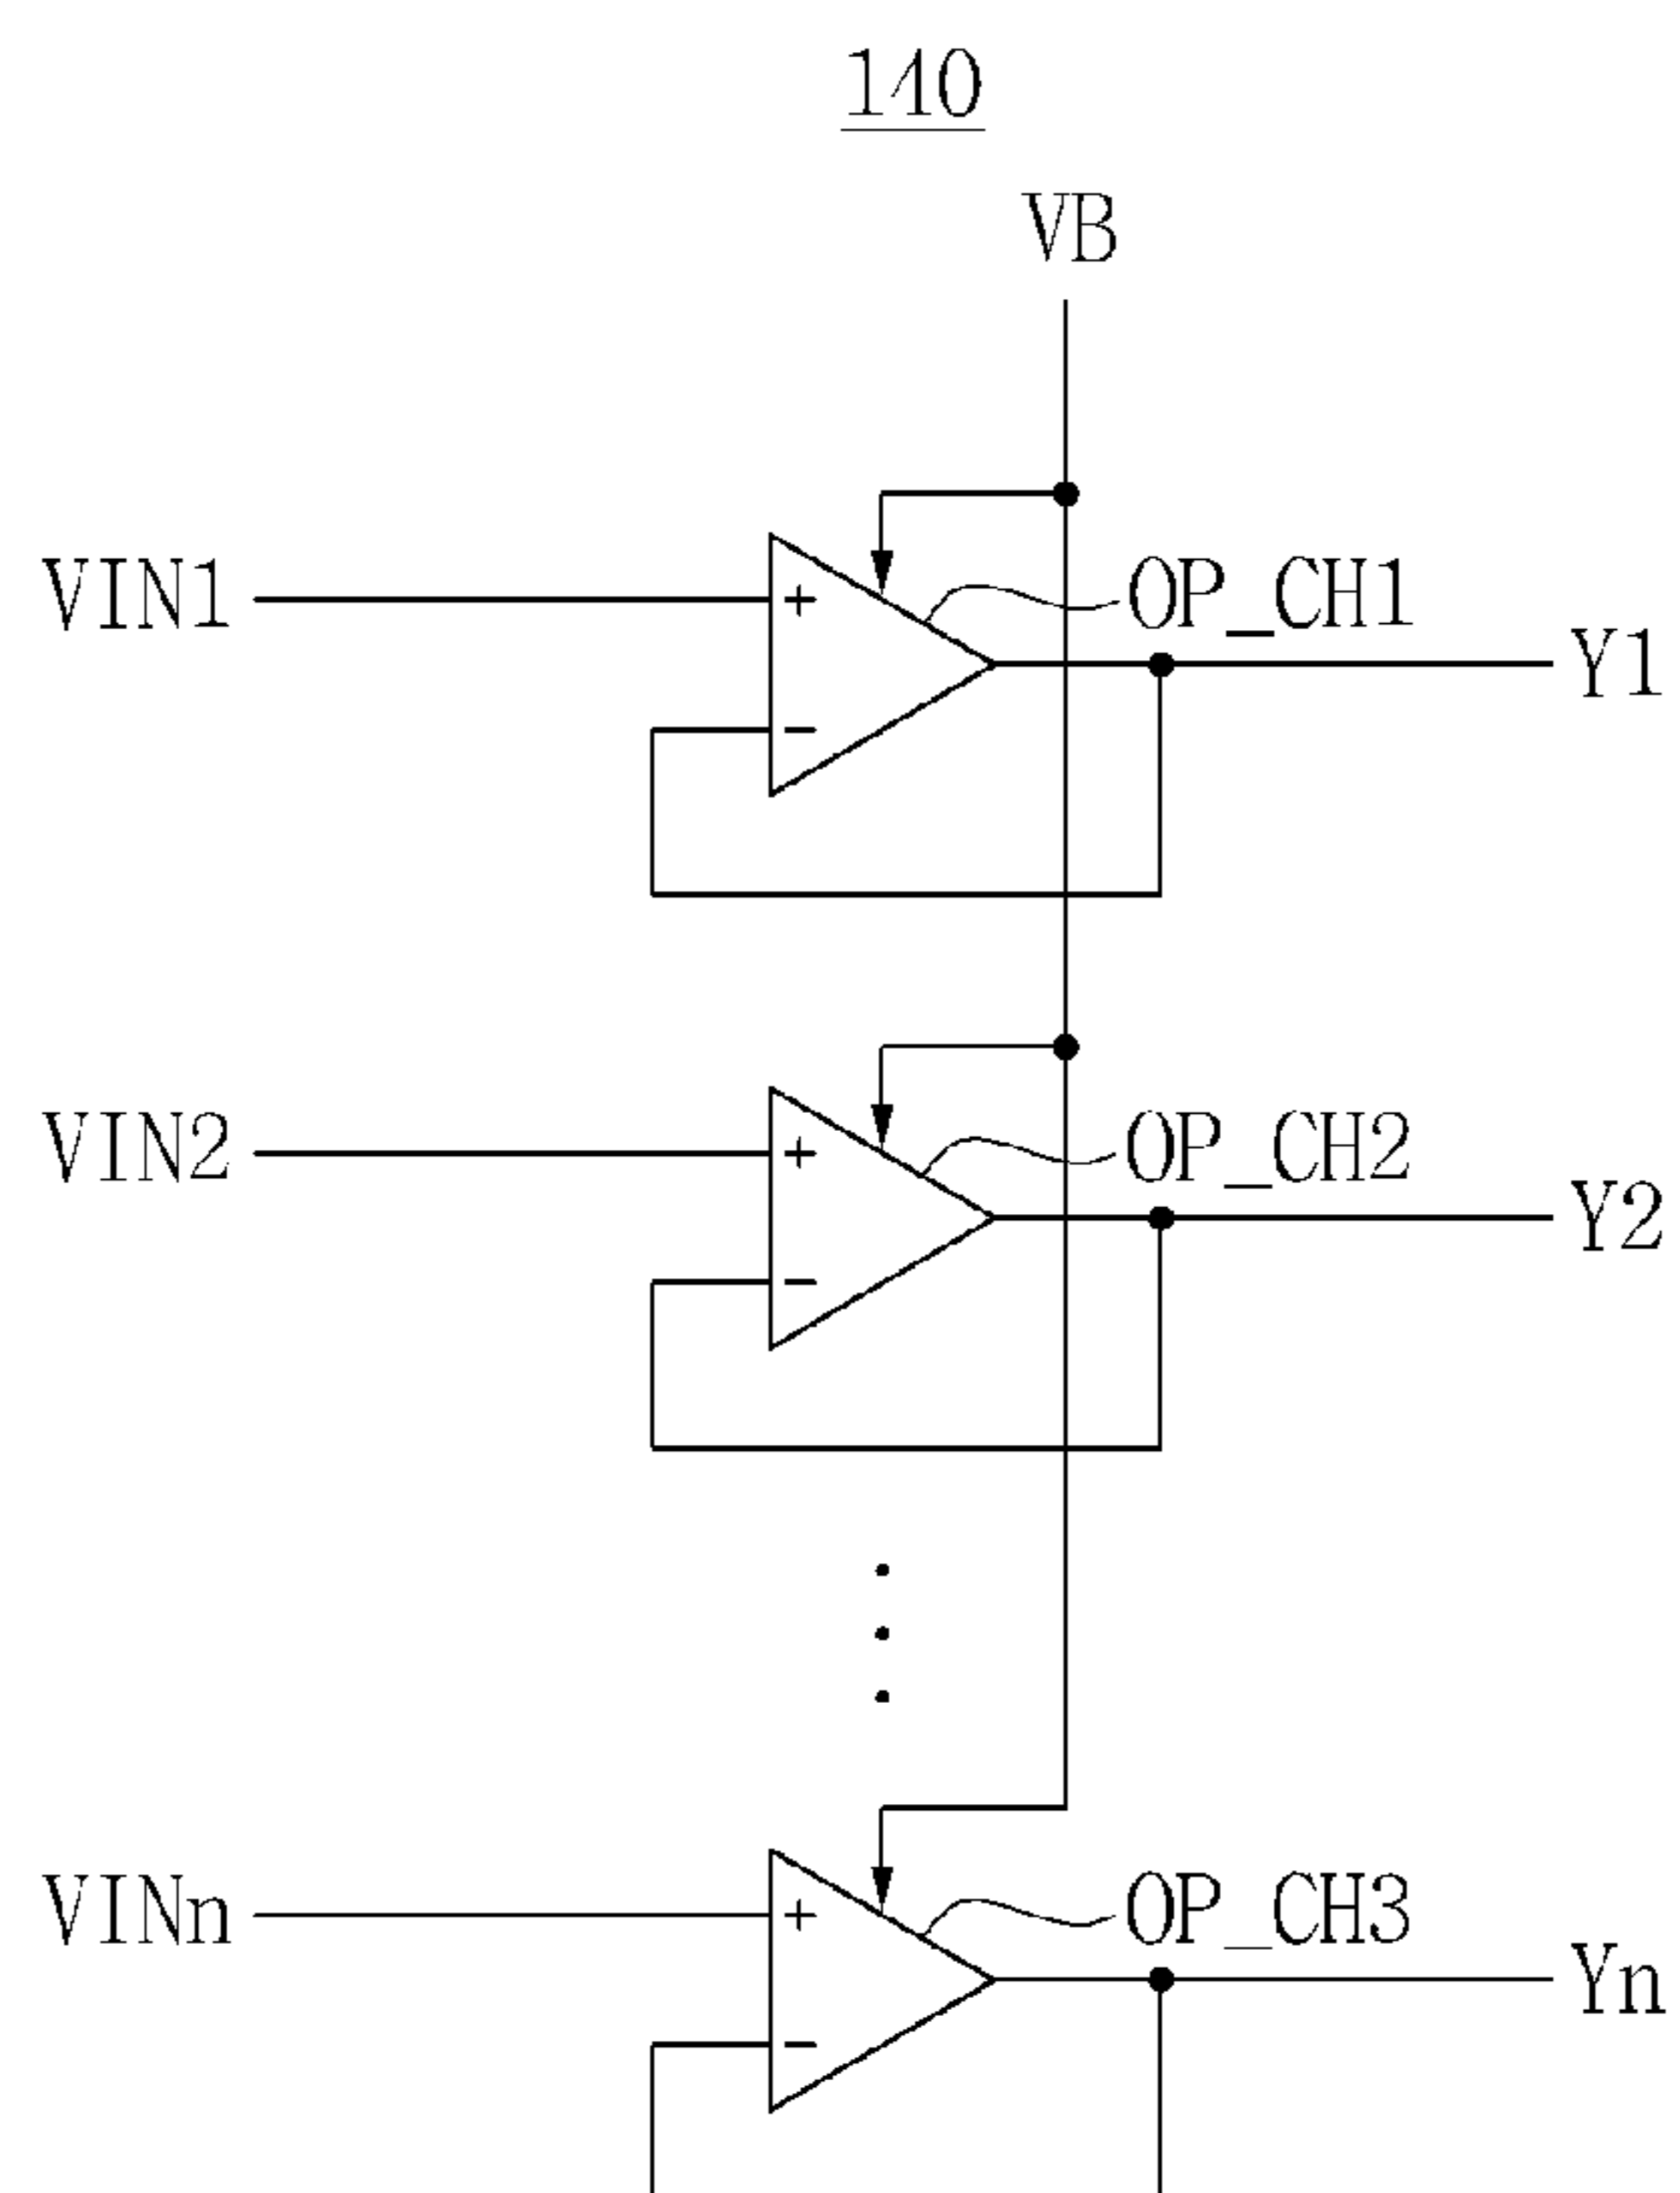 140
VB
VIN1
+
-
OP_CH1
Y1
VIN2
+
-
OP_CH2
Y2
VINn
+
-
OP_CH3
Yn